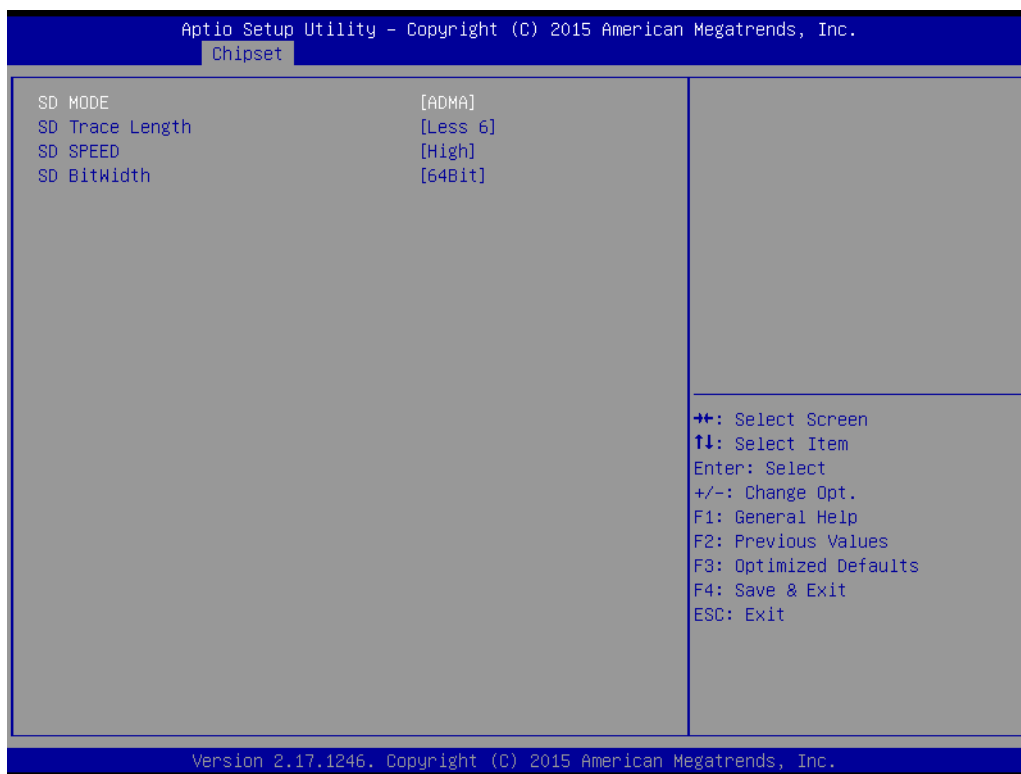 Aptio Setup Utility – Copyright (C) 2015 American Megatrends, Inc.
Chipset
SD MODE [ADMA]
SD Trace Length [Less 6]
SD SPEED [High]
SD BitWidth [64Bit]
→←: Select Screen
↑↓: Select Item
Enter: Select
+/-: Change Opt.
F1: General Help
F2: Previous Values
F3: Optimized Defaults
F4: Save & Exit
ESC: Exit
Version 2.17.1246. Copyright (C) 2015 American Megatrends, Inc.